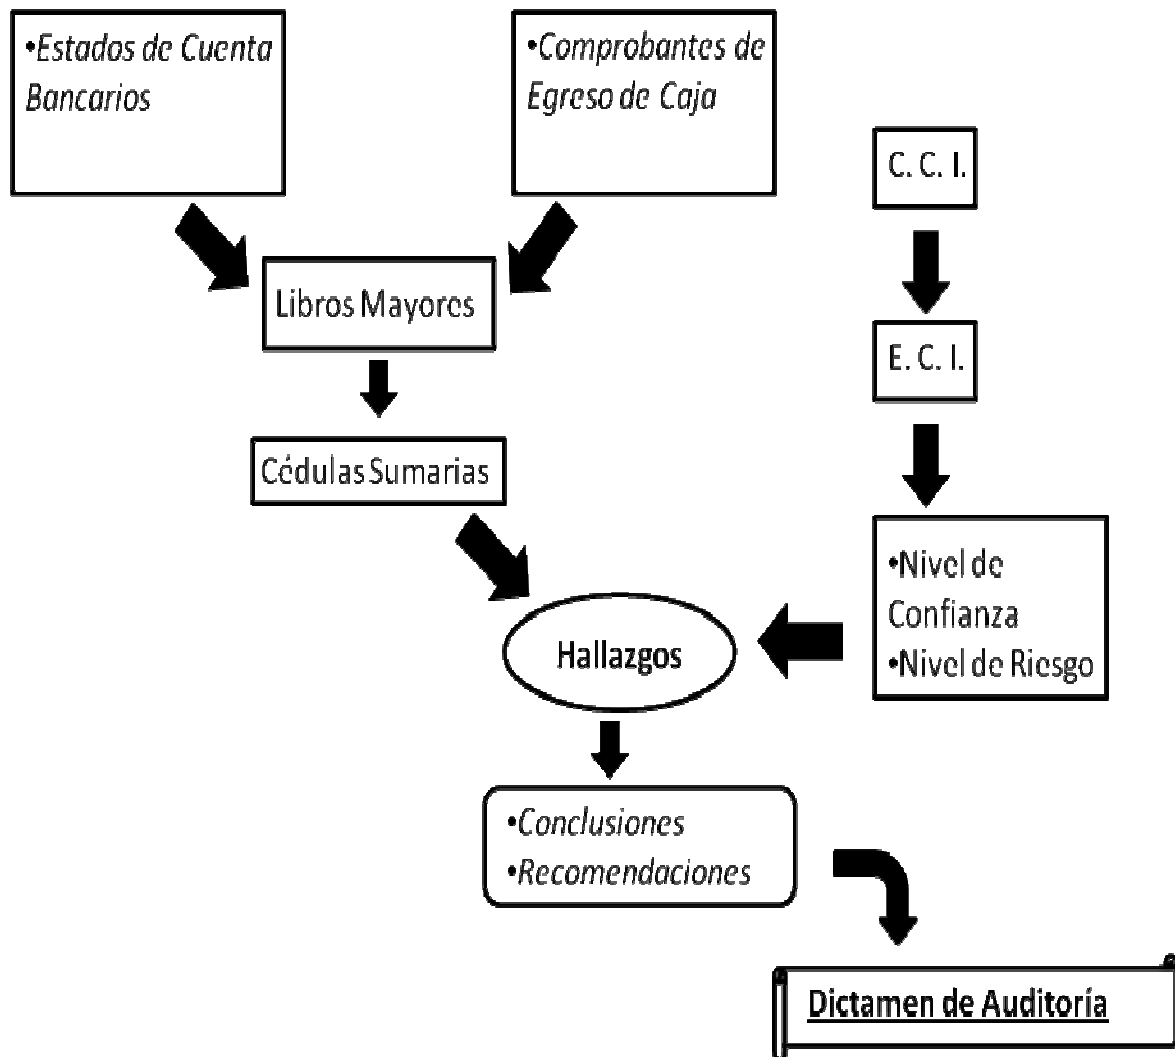 •Estados de Cuenta
Bancarios
•Comprobantes de
Egreso de Caja
C. C. I.
Libros Mayores
E. C. I.
Cédulas Sumarias
•Nivel de
Confianza
•Nivel de Riesgo
Hallazgos
•Conclusiones
•Recomendaciones
Dictamen de Auditoría